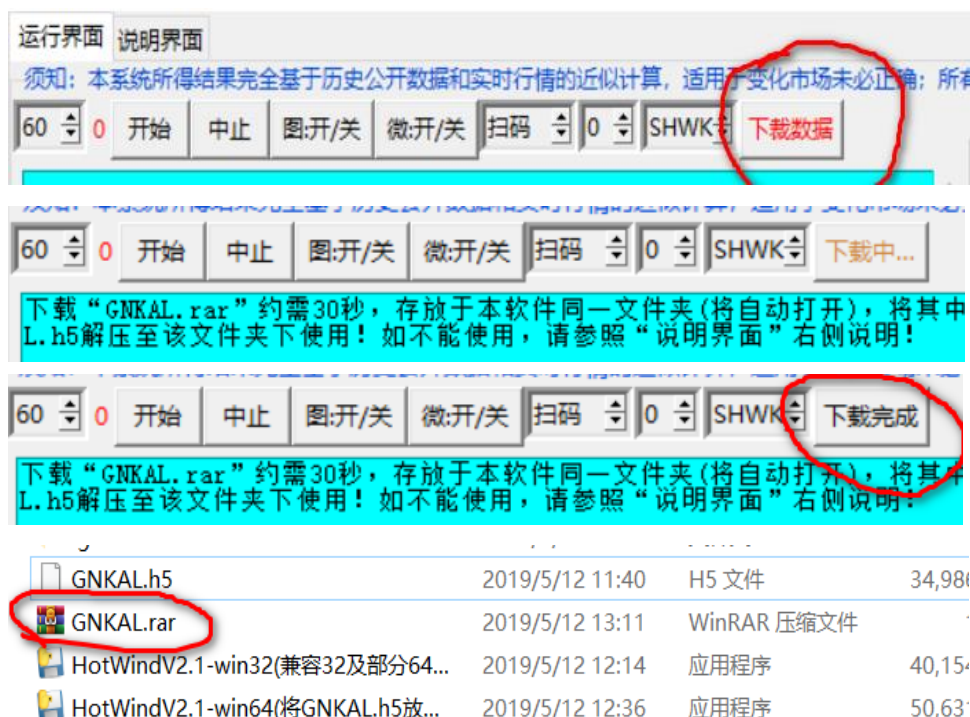 运行界面 说明界面
须知：本系统所得结果完全基于历史公开数据和实时行情的近似计算，适用于变化市场未必正确；所有
60 0 开始 中止 图:开/关 微:开/关 扫码 0 SHWK 下载数据
60 0 开始 中止 图:开/关 微:开/关 扫码 0 SHWK 下载中...
下载“GNKAL.rar”约需30秒，存放于本软件同一文件夹(将自动打开)，将其中
L.h5解压至该文件夹下使用！如不能使用，请参照“说明界面”右侧说明！
60 0 开始 中止 图:开/关 微:开/关 扫码 0 SHWK 下载完成
下载“GNKAL.rar”约需30秒，存放于本软件同一文件夹(将自动打开)，将其中
L.h5解压至该文件夹下使用！如不能使用，请参照“说明界面”右侧说明！
GNKAL.h5 2019/5/12 11:40 H5 文件 34,986
GNKAL.rar 2019/5/12 13:11 WinRAR 压缩文件
HotWindV2.1-win32(兼容32及部分64... 2019/5/12 12:14 应用程序 40,154
HotWindV2.1-win64(将GNKAL.h5放... 2019/5/12 12:36 应用程序 50,631